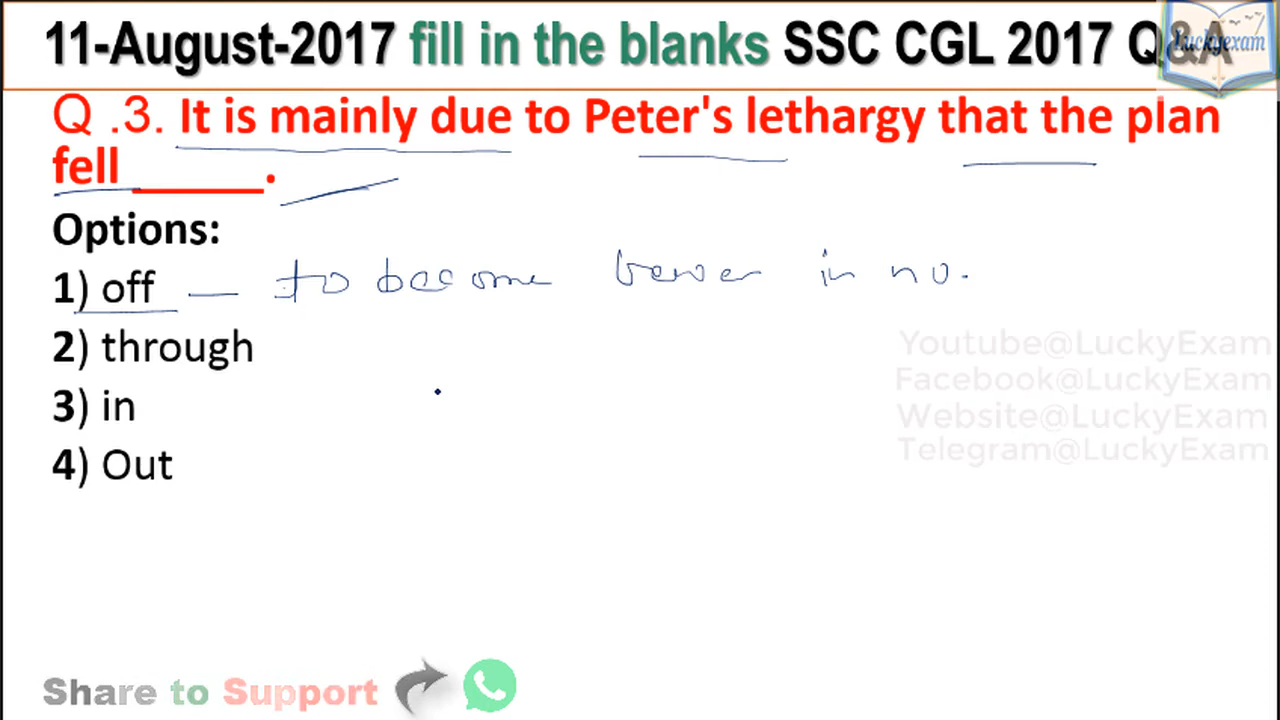 11-August-2017 fill in the blanks SSC CGL 2017 Q&A
Luckyexam
Q .3. It is mainly due to Peter's lethargy that the plan
fell ______.
Options:
1) off — to become in no.
2) through
3) in
4) Out
Youtube@LuckyExam
Facebook@LuckyExam
Website@LuckyExam
Telegram@LuckyExam
Share to Support